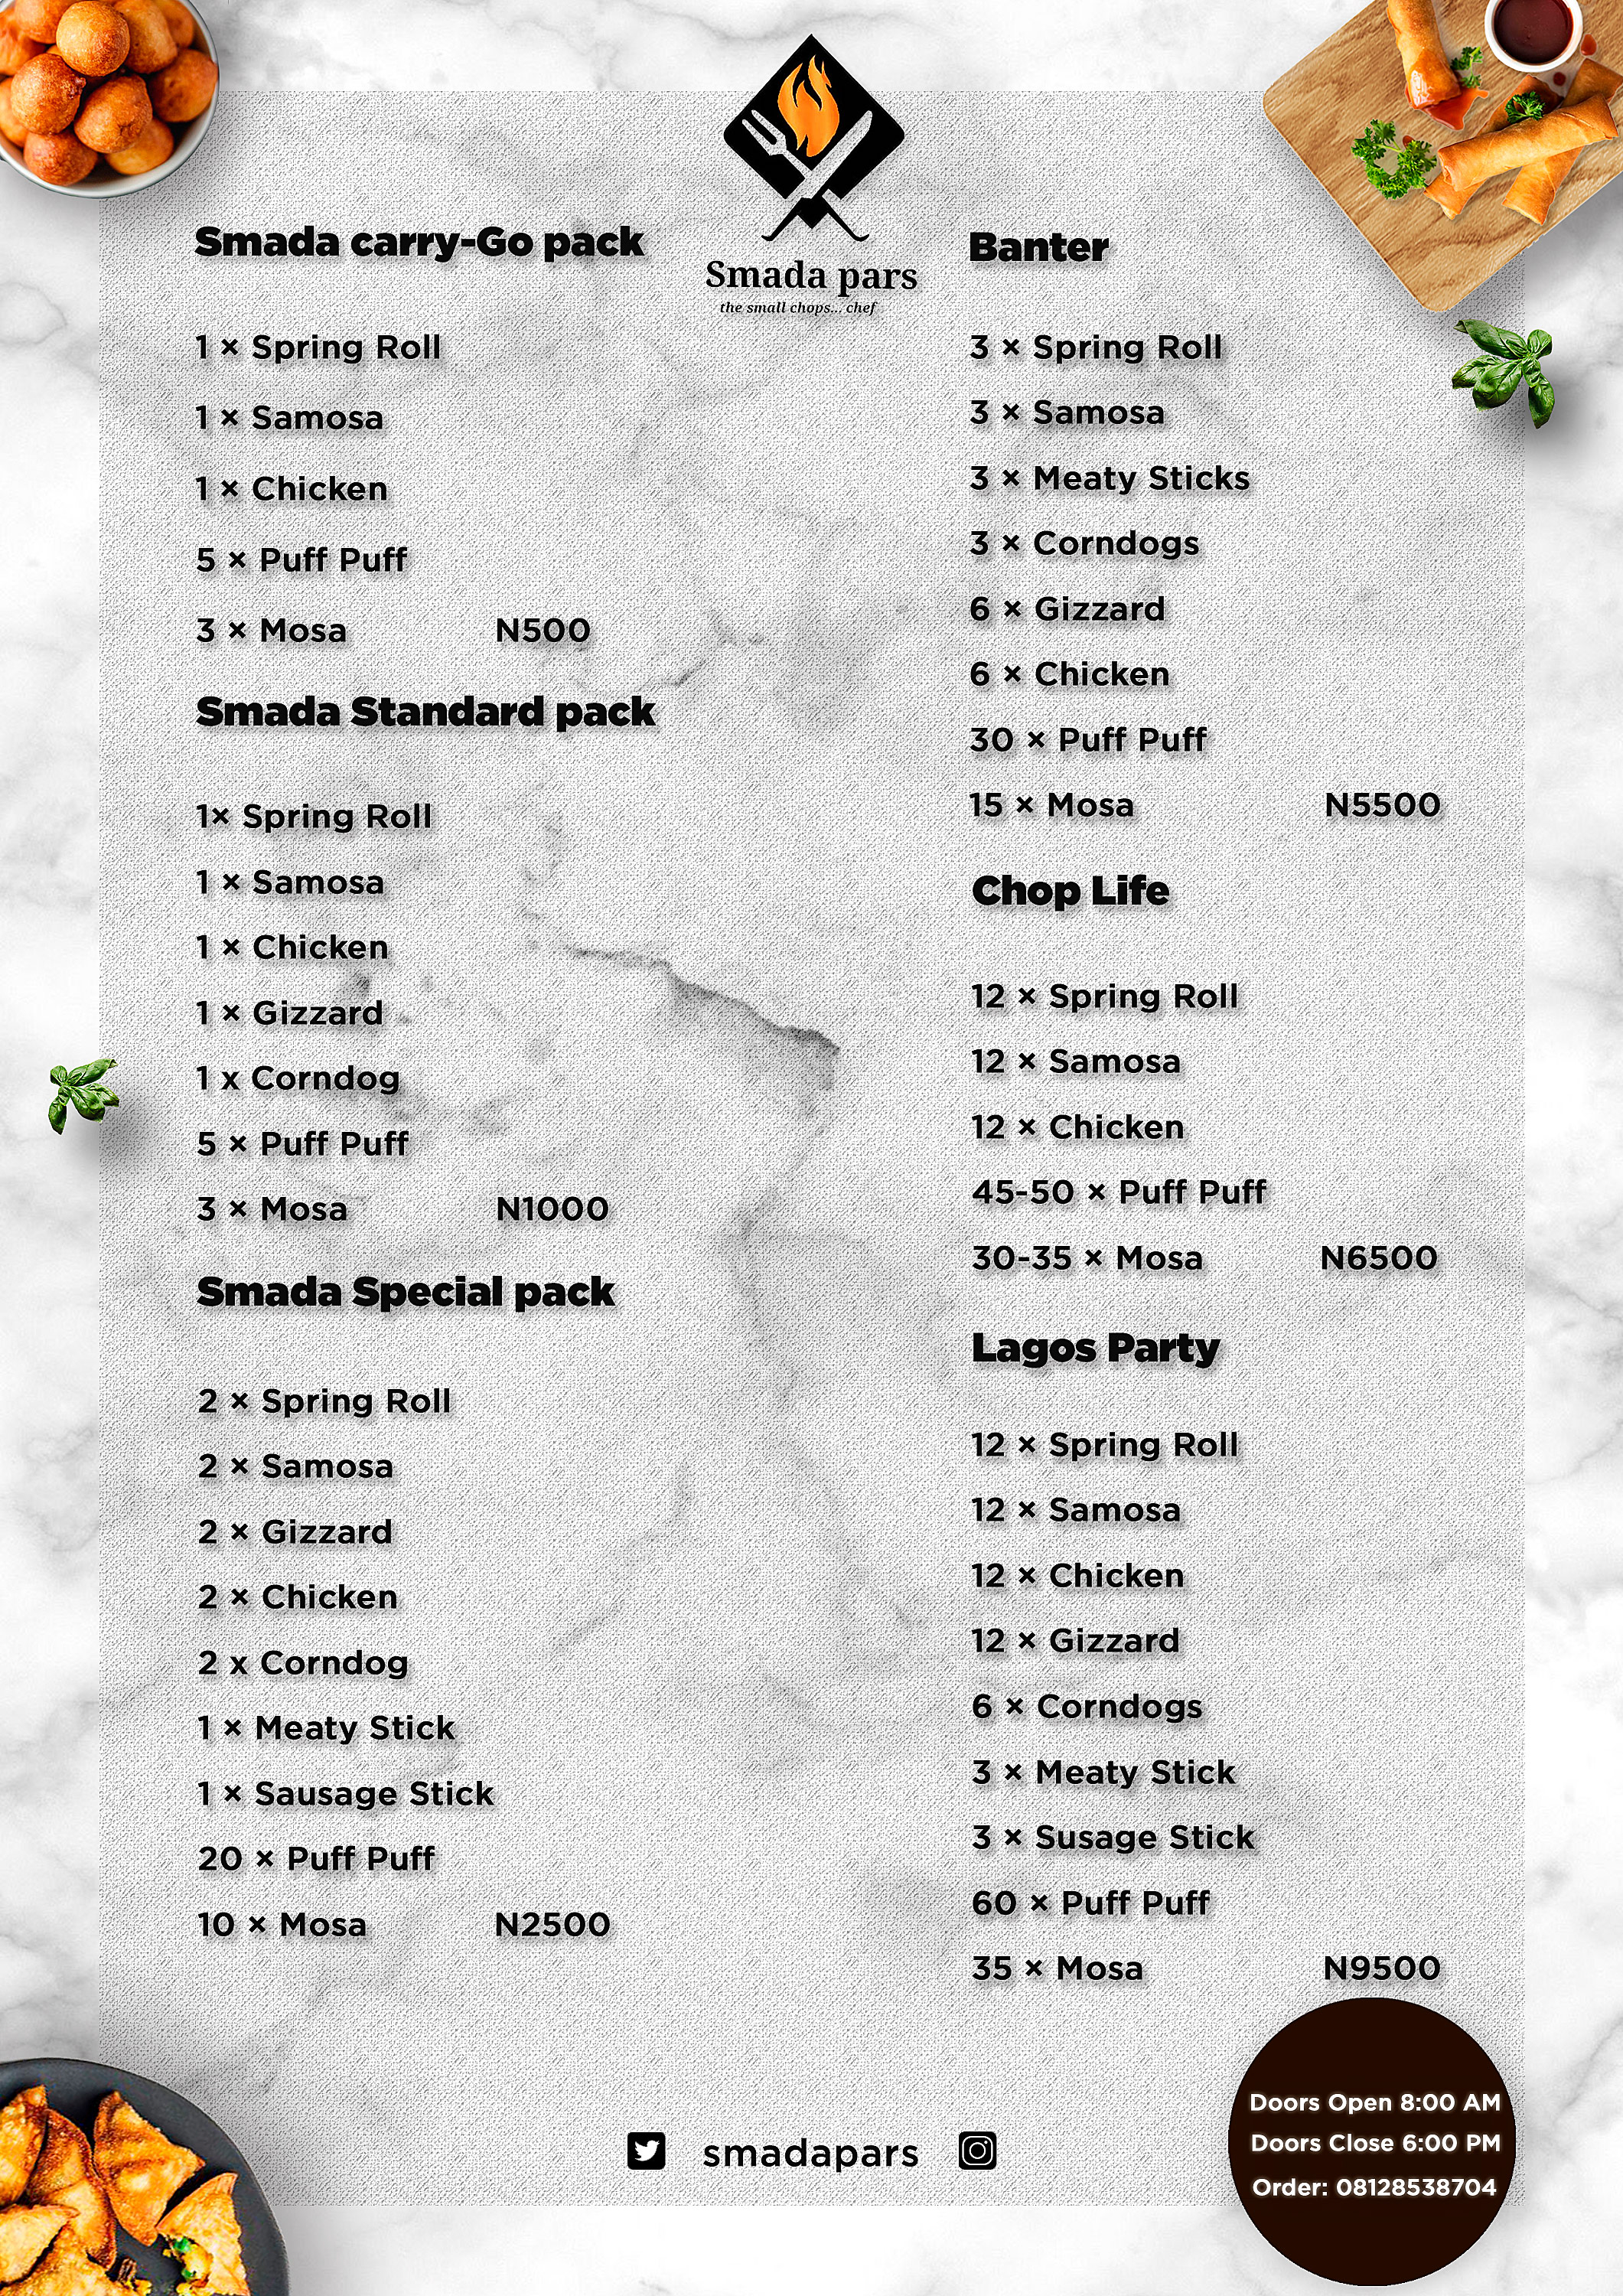 Smada pars
the small chops... chef
Smada carry-Go pack
1 × Spring Roll
1 × Samosa
1 × Chicken
5 × Puff Puff
3 × Mosa N500
Smada Standard pack
1× Spring Roll
1 × Samosa
1 × Chicken
1 × Gizzard
1 x Corndog
5 × Puff Puff
3 × Mosa N1000
Smada Special pack
2 × Spring Roll
2 × Samosa
2 × Gizzard
2 × Chicken
2 x Corndog
1 × Meaty Stick
1 × Sausage Stick
20 × Puff Puff
10 × Mosa N2500
Banter
3 × Spring Roll
3 × Samosa
3 × Meaty Sticks
3 × Corndogs
6 × Gizzard
6 × Chicken
30 × Puff Puff
15 × Mosa N5500
Chop Life
12 × Spring Roll
12 × Samosa
12 × Chicken
45-50 × Puff Puff
30-35 × Mosa N6500
Lagos Party
12 × Spring Roll
12 × Samosa
12 × Chicken
12 × Gizzard
6 × Corndogs
3 × Meaty Stick
3 × Susage Stick
60 × Puff Puff
35 × Mosa N9500
smadapars
Doors Open 8:00 AM
Doors Close 6:00 PM
Order: 08128538704